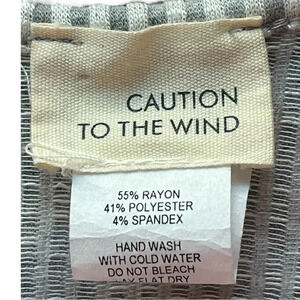 CAUTION
TO THE WIND
55% RAYON
41% POLYESTER
4% SPANDEX
HAND WASH
WITH COLD WATER
DO NOT BLEACH
LAY FLAT DRY